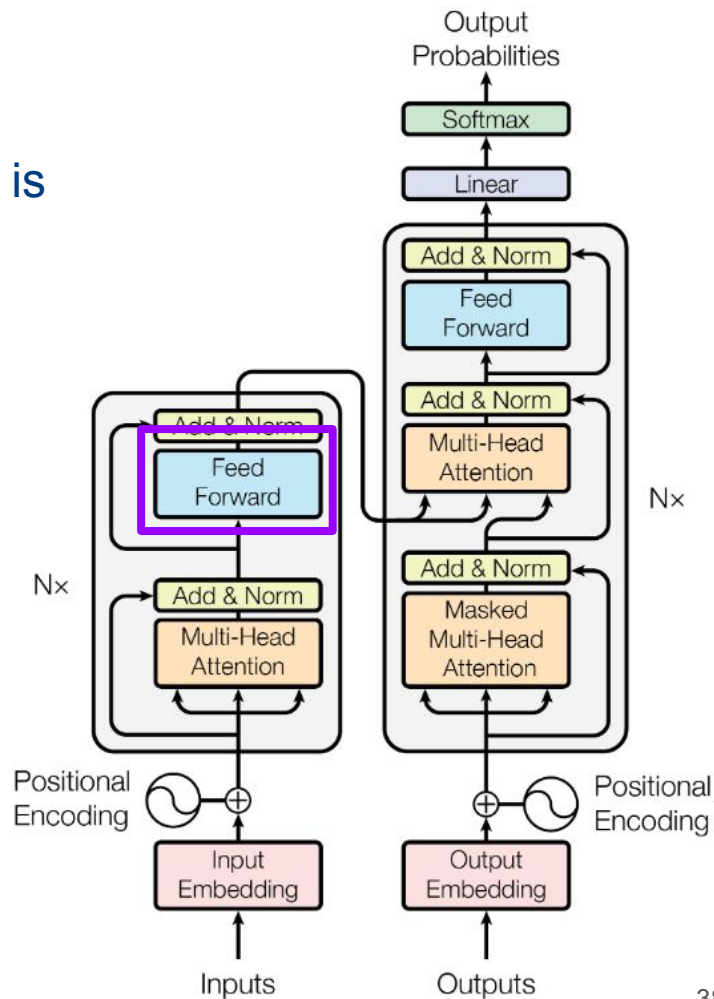 Output
Probabilities
Softmax
is
Linear
Add & Norm
Feed
Forward
Add & Norm
Multi-Head
Attention
Add & Norm
Masked
Multi-Head
Attention
Nx
Add & Norm
Feed
Forward
Add & Norm
Multi-Head
Attention
Nx
Positional
Encoding
Positional
Encoding
Input
Embedding
Output
Embedding
Inputs
Outputs